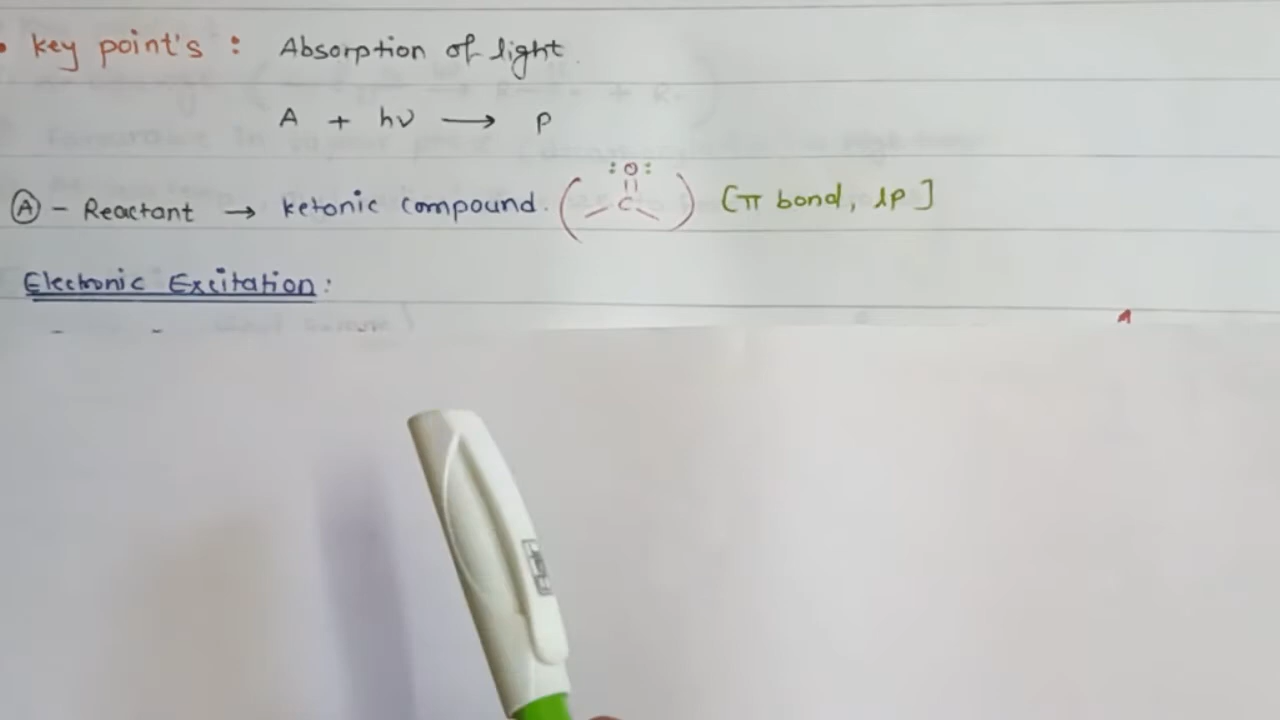 • Key point's : Absorption of light.
A + hν ⟶ P
Ⓐ - Reactant → ketonic compound. ( :O: || C ) [π bond, lp]
Electronic Excitation: